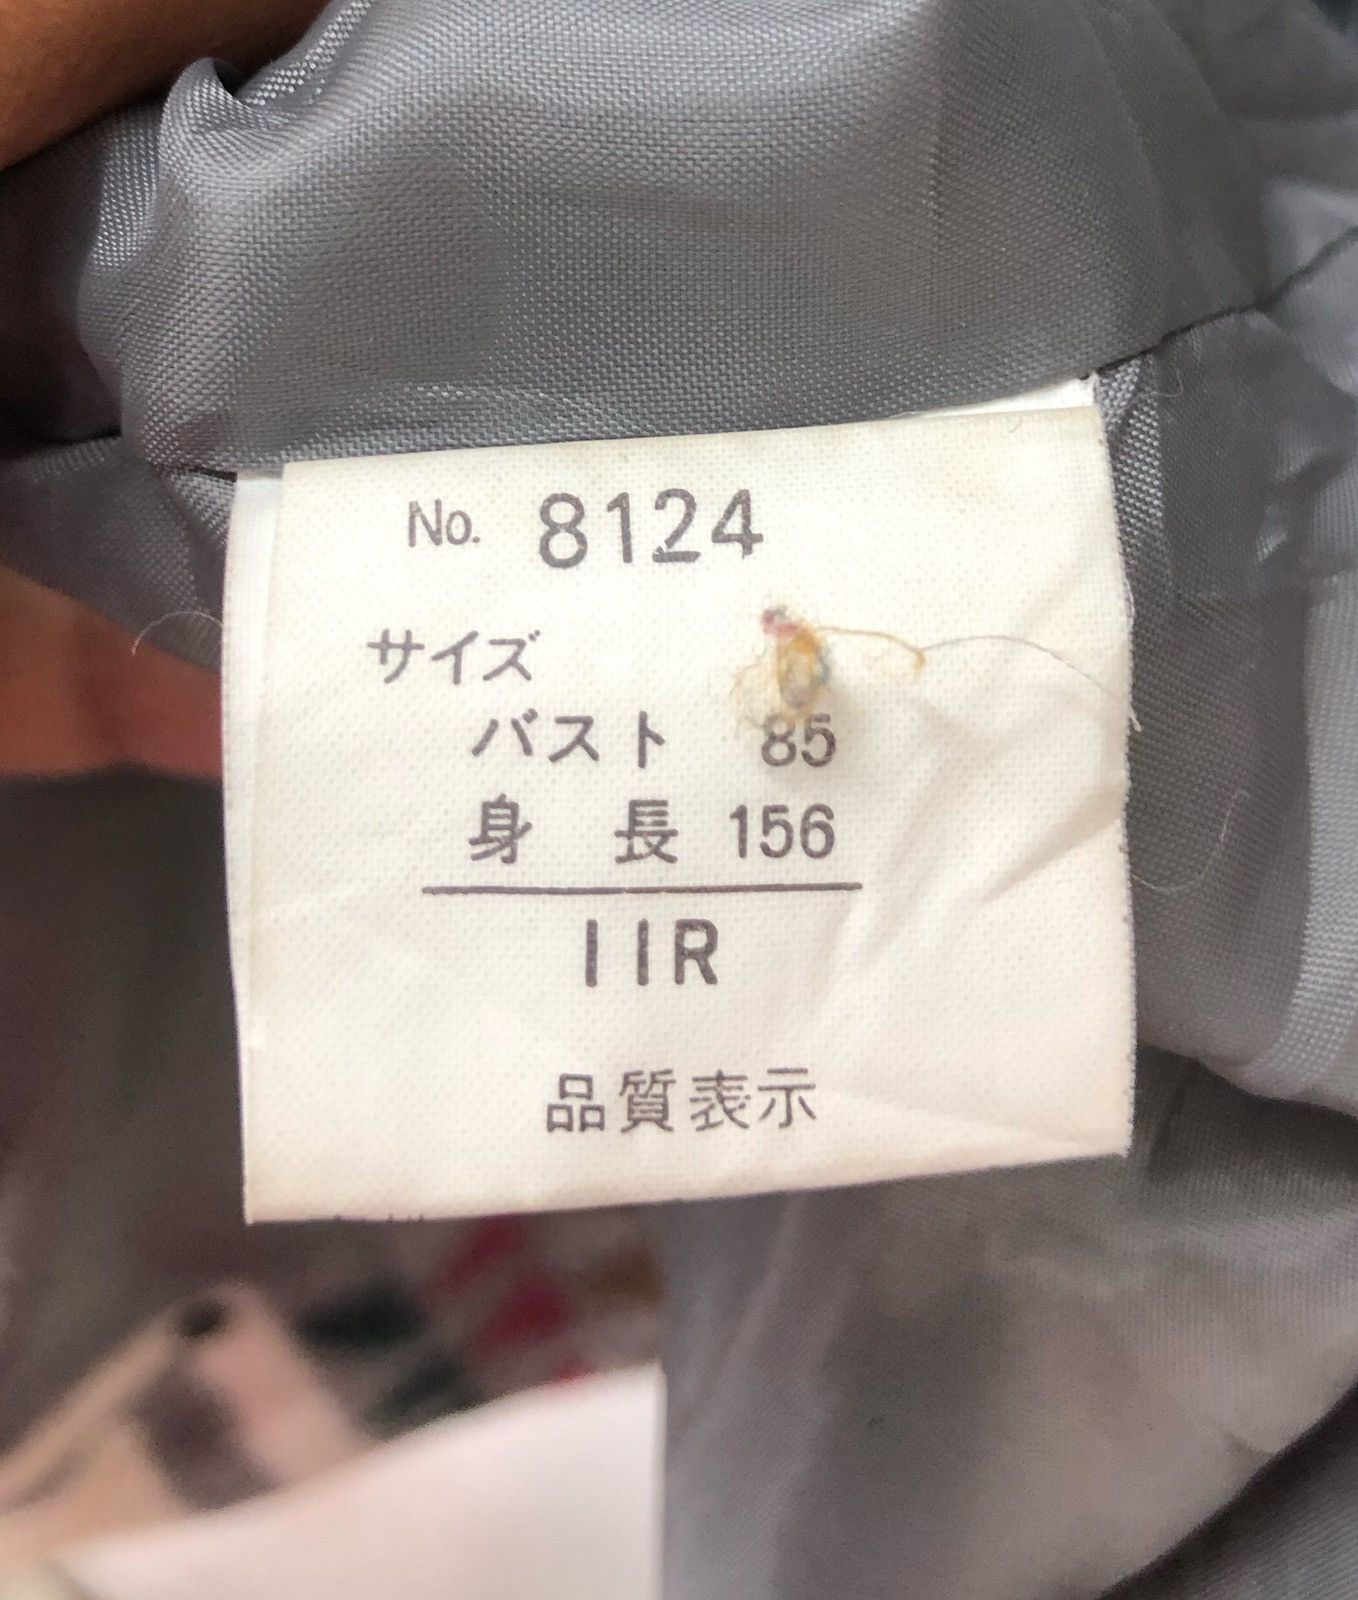 No. 8124
サイズ
バスト 85
身長 156
11R
品質表示